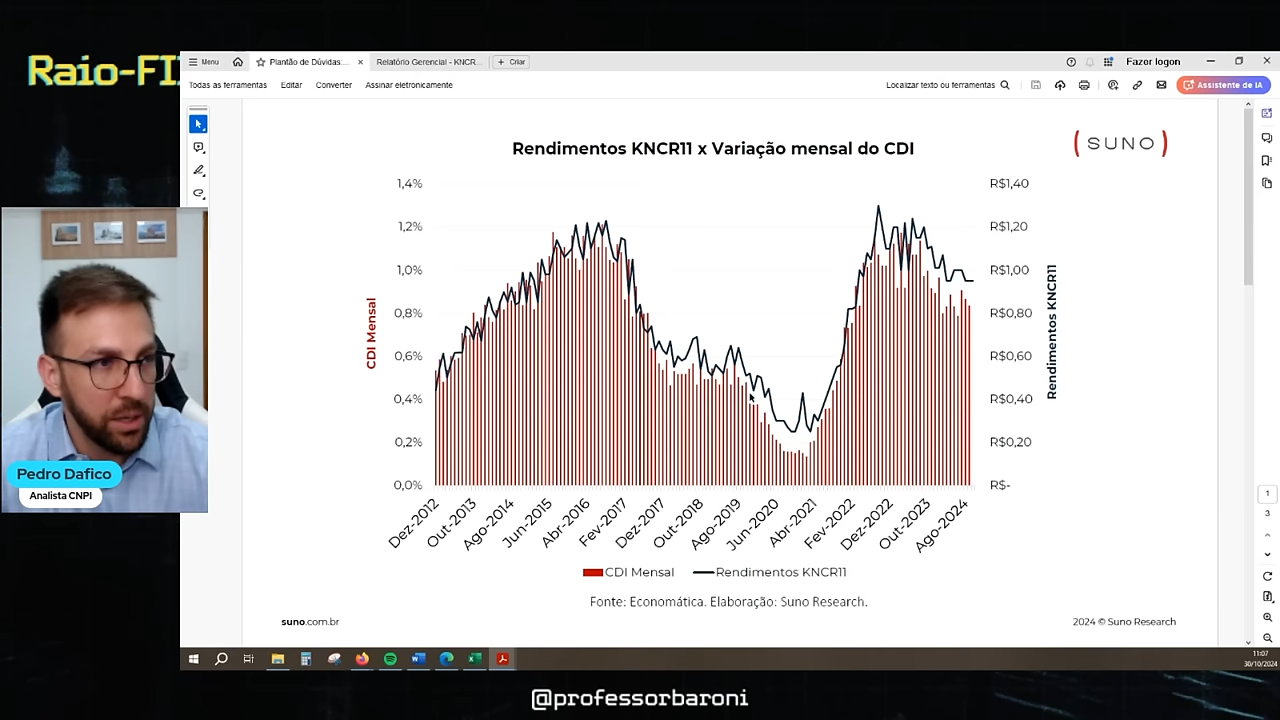 Raio-FI
Menu
Plantão de Dúvidas:...
Relatório Gerencial - KNCR...
+ Criar
Fazer logon
Todas as ferramentas
Editar
Converter
Assinar eletronicamente
Localizar texto ou ferramentas
Assistente de IA
Rendimentos KNCR11 x Variação mensal do CDI
(SUNO)
1,4%
1,2%
1,0%
0,8%
0,6%
0,4%
0,2%
0,0%
CDI Mensal
R$1,40
R$1,20
R$1,00
R$0,80
R$0,60
R$0,40
R$0,20
R$-
Rendimentos KNCR11
Dez-2012
Out-2013
Ago-2014
Jun-2015
Abr-2016
Fev-2017
Dez-2017
Out-2018
Ago-2019
Jun-2020
Abr-2021
Fev-2022
Dez-2022
Out-2023
Ago-2024
CDI Mensal
Rendimentos KNCR11
Fonte: Economática. Elaboração: Suno Research.
suno.com.br
2024 © Suno Research
1
3
Pedro Dafico
Analista CNPI
11:07
30/10/2024
@professorbaroni